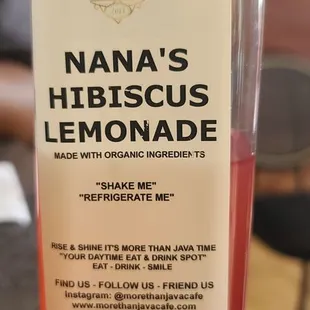 NANA'S
HIBISCUS
LEMONADE
MADE WITH ORGANIC INGREDIENTS
"SHAKE ME"
"REFRIGERATE ME"
RISE & SHINE IT'S MORE THAN JAVA TIME
"YOUR DAYTIME EAT & DRINK SPOT"
EAT - DRINK - SMILE
FIND US - FOLLOW US - FRIEND US
Instagram: @morethanjavacafe
www.morethanjavacafe.com